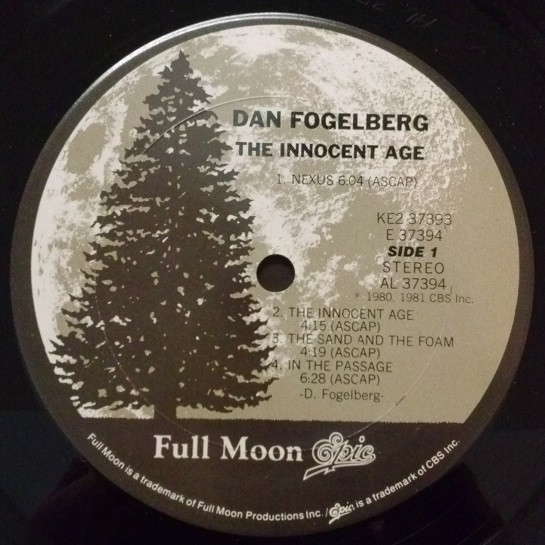 DAN FOGELBERG
THE INNOCENT AGE
1. NEXUS 6:04 (ASCAP)
KE2 37393
E 37394
SIDE 1
STEREO
AL 37394
℗ 1980, 1981 CBS Inc.
2. THE INNOCENT AGE
4:15 (ASCAP)
3. THE SAND AND THE FOAM
4:19 (ASCAP)
4. IN THE PASSAGE
6:28 (ASCAP)
-D. Fogelberg-
Full Moon Epic
Full Moon is a trademark of Full Moon Productions Inc. / Epic is a trademark of CBS Inc.